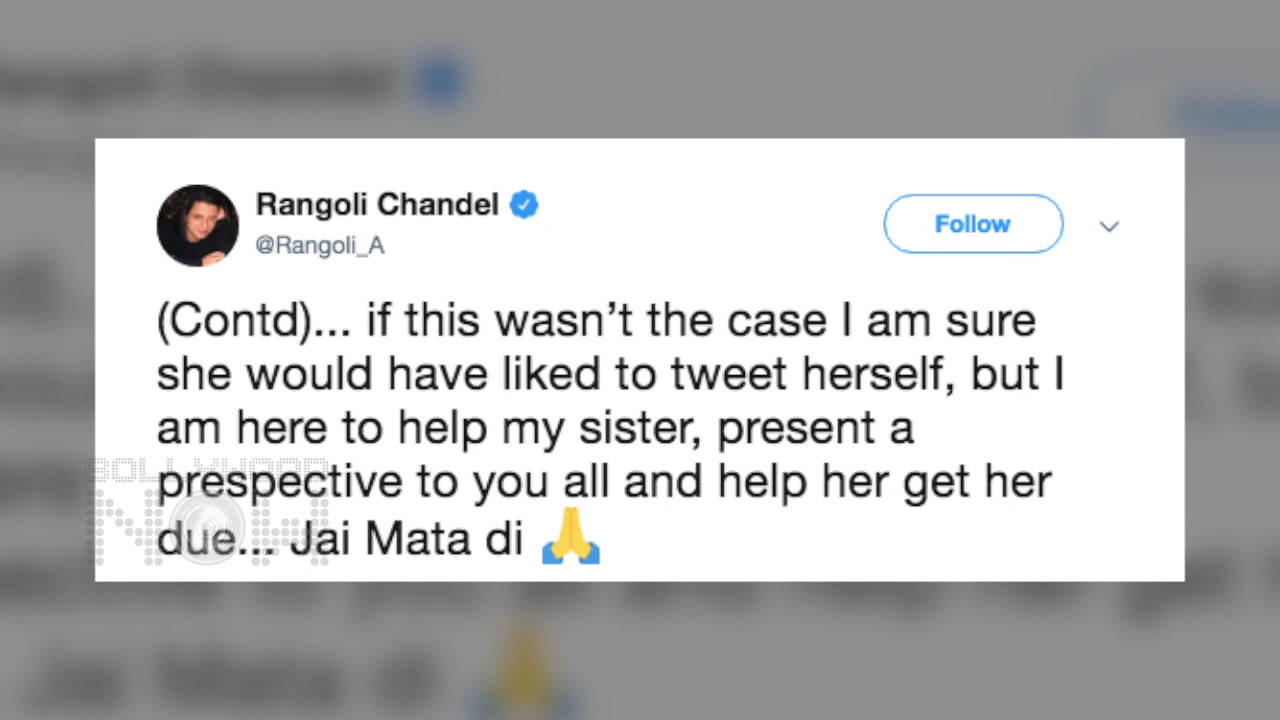 Rangoli Chandel
@Rangoli_A
Follow
(Contd)... if this wasn’t the case I am sure
she would have liked to tweet herself, but I
am here to help my sister, present a
prespective to you all and help her get her
due... Jai Mata di 🙏
BOLLYWOOD
NOW